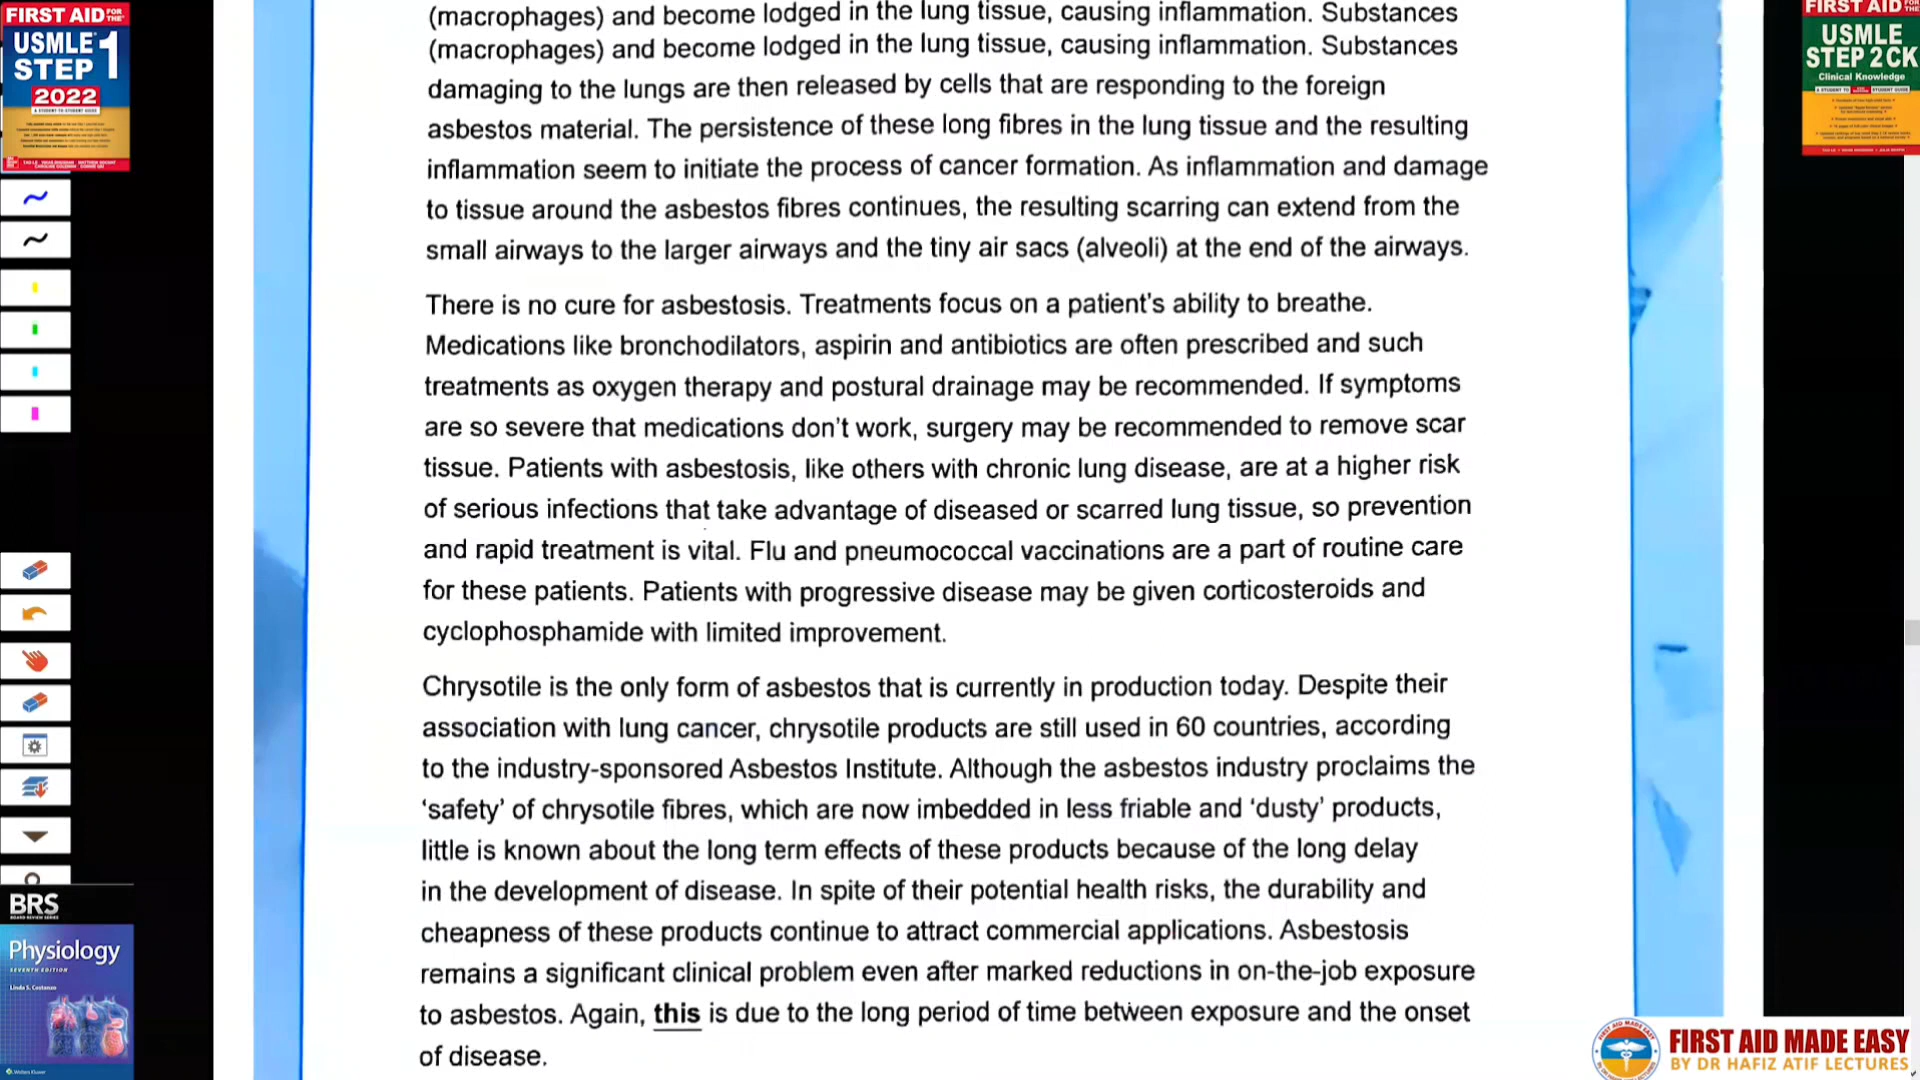 FIRST AID FOR THE
USMLE STEP 1
2022
(macrophages) and become lodged in the lung tissue, causing inflammation. Substances
(macrophages) and become lodged in the lung tissue, causing inflammation. Substances
damaging to the lungs are then released by cells that are responding to the foreign
asbestos material. The persistence of these long fibres in the lung tissue and the resulting
inflammation seem to initiate the process of cancer formation. As inflammation and damage
to tissue around the asbestos fibres continues, the resulting scarring can extend from the
small airways to the larger airways and the tiny air sacs (alveoli) at the end of the airways.
There is no cure for asbestosis. Treatments focus on a patient's ability to breathe.
Medications like bronchodilators, aspirin and antibiotics are often prescribed and such
treatments as oxygen therapy and postural drainage may be recommended. If symptoms
are so severe that medications don't work, surgery may be recommended to remove scar
tissue. Patients with asbestosis, like others with chronic lung disease, are at a higher risk
of serious infections that take advantage of diseased or scarred lung tissue, so prevention
and rapid treatment is vital. Flu and pneumococcal vaccinations are a part of routine care
for these patients. Patients with progressive disease may be given corticosteroids and
cyclophosphamide with limited improvement.
Chrysotile is the only form of asbestos that is currently in production today. Despite their
association with lung cancer, chrysotile products are still used in 60 countries, according
to the industry-sponsored Asbestos Institute. Although the asbestos industry proclaims the
'safety' of chrysotile fibres, which are now imbedded in less friable and 'dusty' products,
little is known about the long term effects of these products because of the long delay
in the development of disease. In spite of their potential health risks, the durability and
cheapness of these products continue to attract commercial applications. Asbestosis
remains a significant clinical problem even after marked reductions in on-the-job exposure
to asbestos. Again, this is due to the long period of time between exposure and the onset
of disease.
FIRST AID FOR THE
USMLE
STEP 2 CK
Clinical Knowledge
BRS
BOARD REVIEW SERIES
Physiology
SEVENTH EDITION
Linda S. Costanzo
Wolters Kluwer
FIRST AID MADE EASY
BY DR HAFIZ ATIF LECTURES